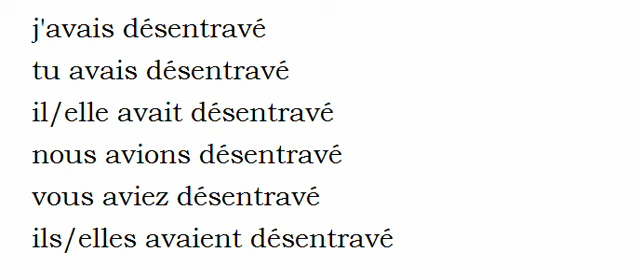 j'avais désentravé
tu avais désentravé
il/elle avait désentravé
nous avions désentravé
vous aviez désentravé
ils/elles avaient désentravé